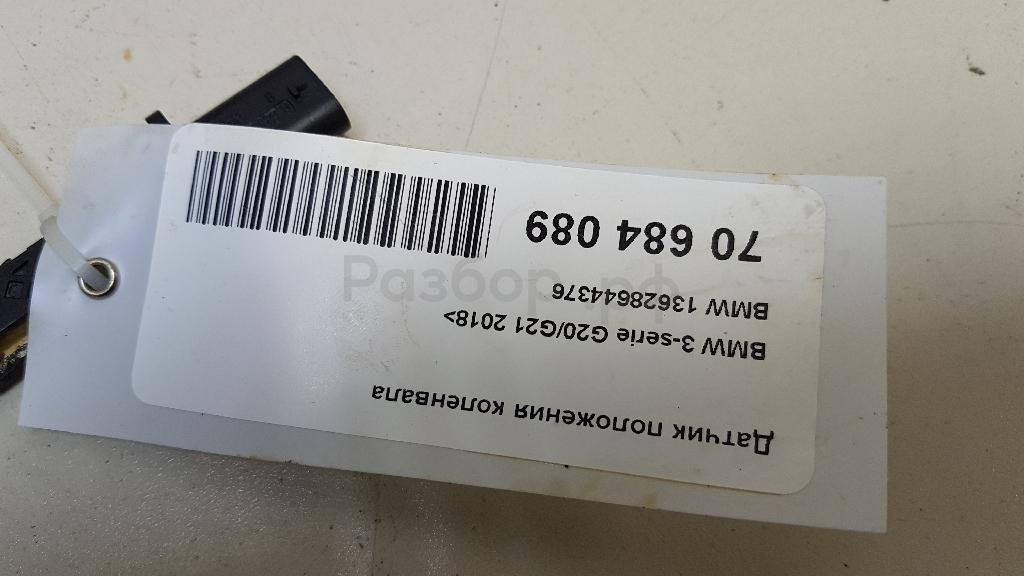 Датчик положения коленвала
BMW 3-serie G20/G21 2018>
BMW 13628644376
70 684 089
Разбор.рф